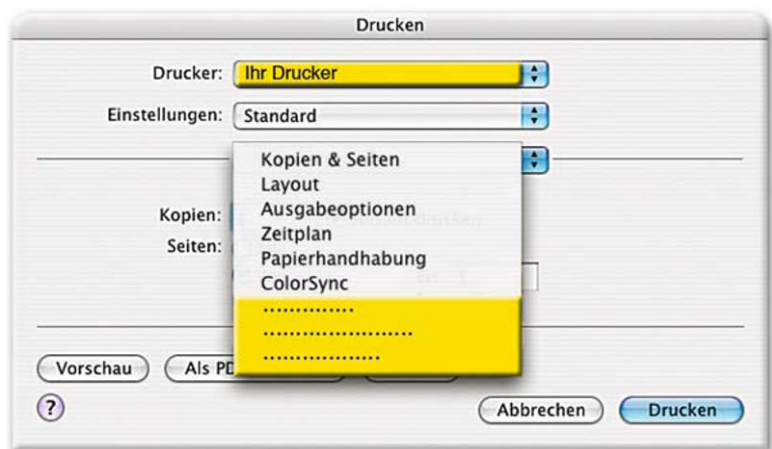 Drucken
Drucker: Ihr Drucker
Einstellungen: Standard
Kopien & Seiten
Layout
Ausgabeoptionen
Kopien:
Zeitplan
Seiten:
Papierhandhabung
ColorSync
..............
.......................
..................
Vorschau Als PD
? Abbrechen Drucken